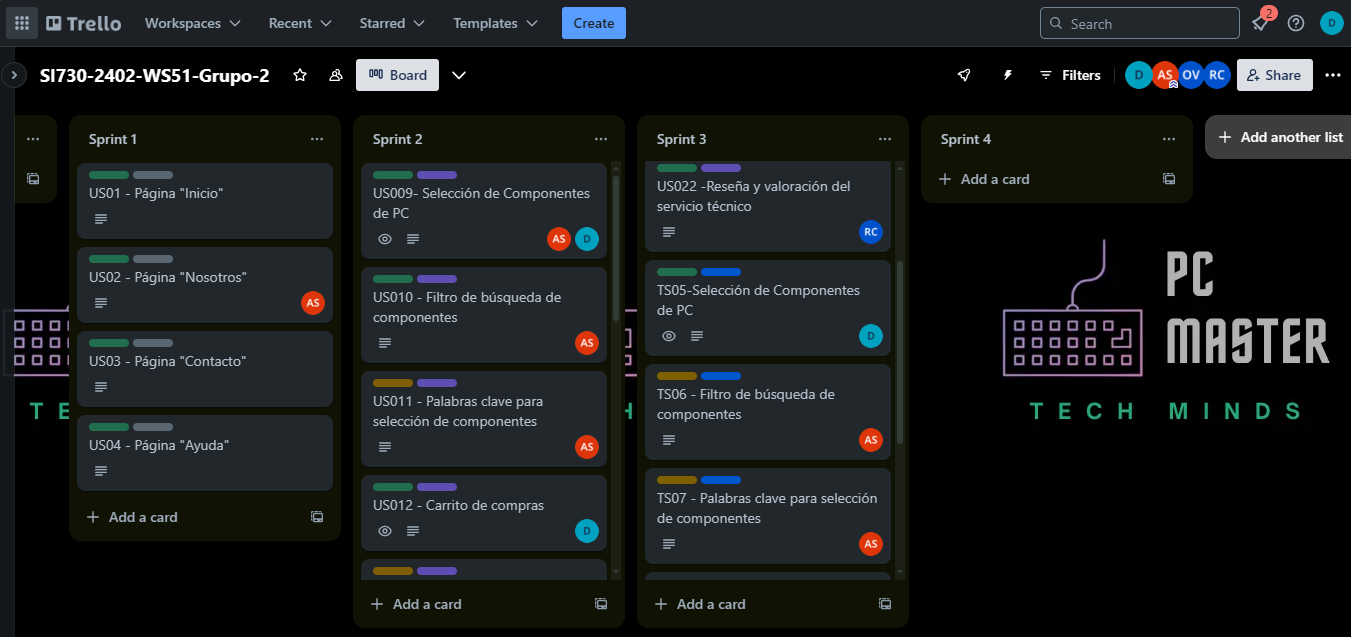 Trello
Workspaces
Recent
Starred
Templates
Create
Search
2
D
SI730-2402-WS51-Grupo-2
Board
Filters
D
AS
OV
RC
Share
Sprint 1
US01 - Página "Inicio"
US02 - Página "Nosotros"
AS
US03 - Página "Contacto"
US04 - Página "Ayuda"
Add a card
Sprint 2
US009- Selección de Componentes
de PC
AS
D
US010 - Filtro de búsqueda de
componentes
AS
US011 - Palabras clave para
selección de componentes
AS
US012 - Carrito de compras
D
Add a card
Sprint 3
US022 -Reseña y valoración del
servicio técnico
RC
TS05-Selección de Componentes
de PC
D
TS06 - Filtro de búsqueda de
componentes
AS
TS07 - Palabras clave para selección
de componentes
AS
Add a card
Sprint 4
Add a card
Add another list
PC
MASTER
TECH MINDS
TE
H